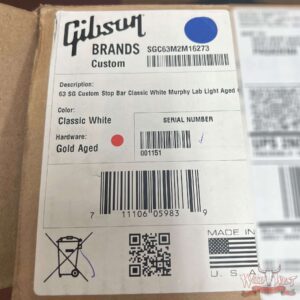 Gibson
BRANDS
Custom
SGC63M2M16273
Description:
63 SG Custom Stop Bar Classic White Murphy Lab Light Aged
Color:
Classic White
SERIAL NUMBER
Hardware:
Gold Aged
001151
7 11106 05983 9
MADE IN
U.S.A.